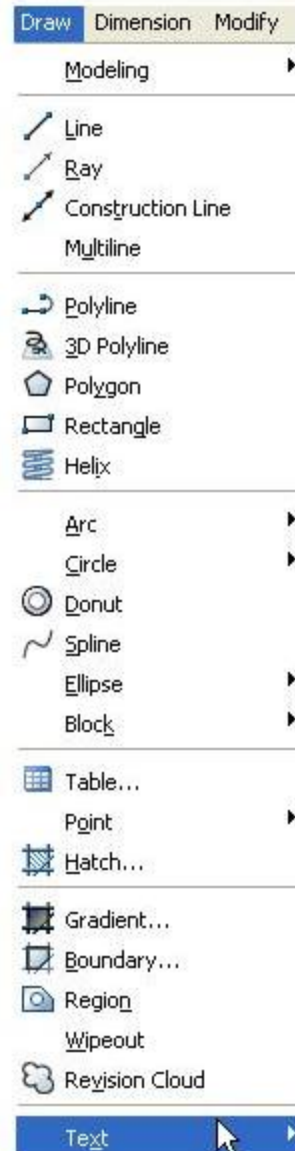 Draw Dimension Modify
Modeling
Line
Ray
Construction Line
Multiline
Polyline
3D Polyline
Polygon
Rectangle
Helix
Arc
Circle
Donut
Spline
Ellipse
Block
Table...
Point
Hatch...
Gradient...
Boundary...
Region
Wipeout
Revision Cloud
Text